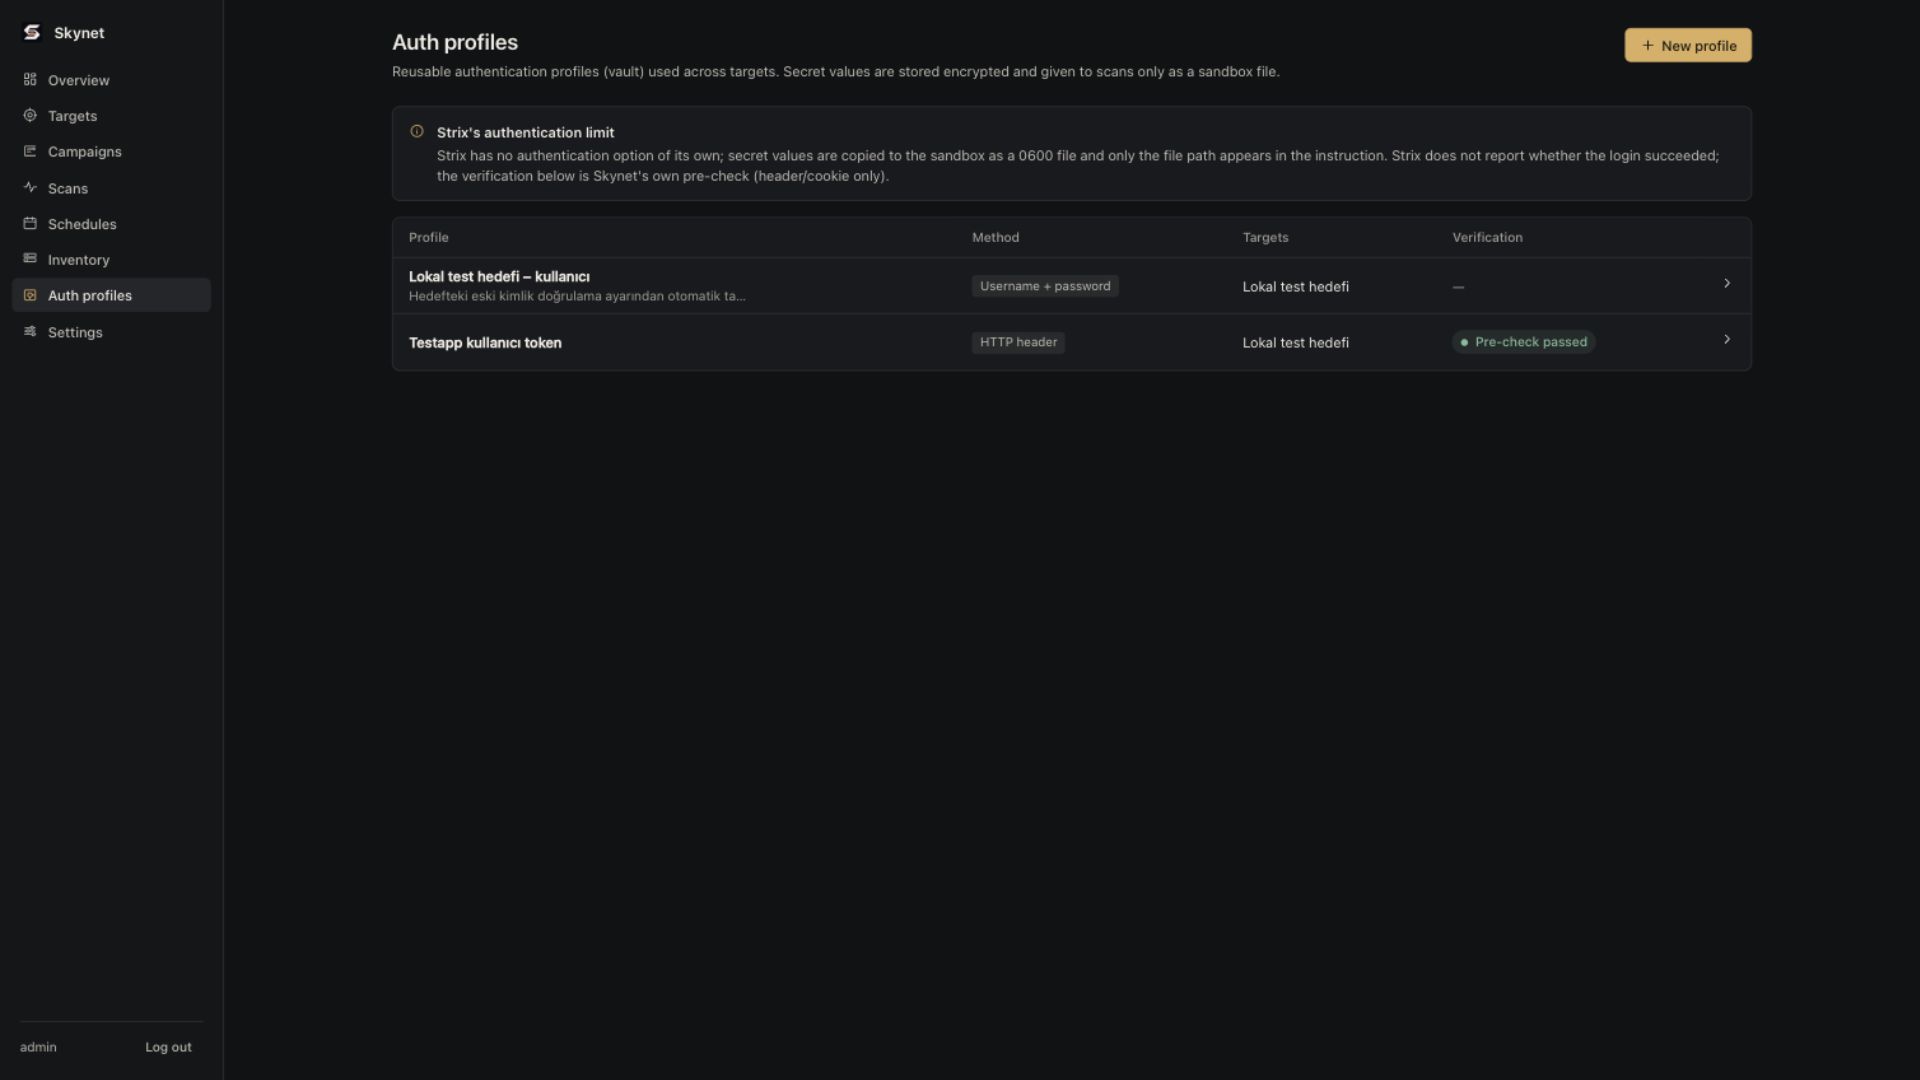 Skynet
Overview
Targets
Campaigns
Scans
Schedules
Inventory
Auth profiles
Settings
admin
Log out
Auth profiles
+ New profile
Reusable authentication profiles (vault) used across targets. Secret values are stored encrypted and given to scans only as a sandbox file.
Strix's authentication limit
Strix has no authentication option of its own; secret values are copied to the sandbox as a 0600 file and only the file path appears in the instruction. Strix does not report whether the login succeeded;
the verification below is Skynet's own pre-check (header/cookie only).
Profile Method Targets Verification
Lokal test hedefi – kullanıcı
Hedefteki eski kimlik doğrulama ayarından otomatik ta...
Username + password Lokal test hedefi —
Testapp kullanıcı token HTTP header Lokal test hedefi Pre-check passed